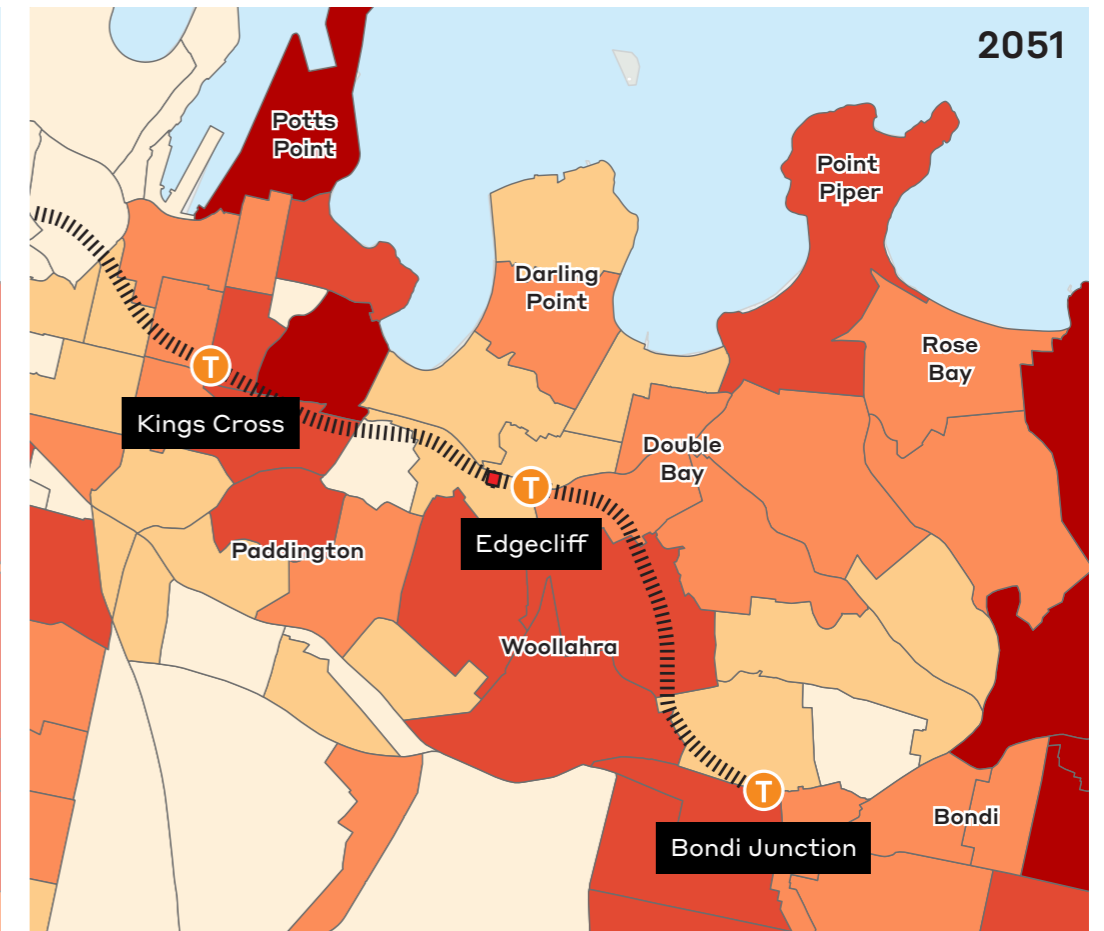 2051
Potts
Point
Point
Piper
Darling
Point
Rose
Bay
T
Kings Cross
Double
Bay
T
Edgecliff
Paddington
Woollahra
T
Bondi Junction
Bondi